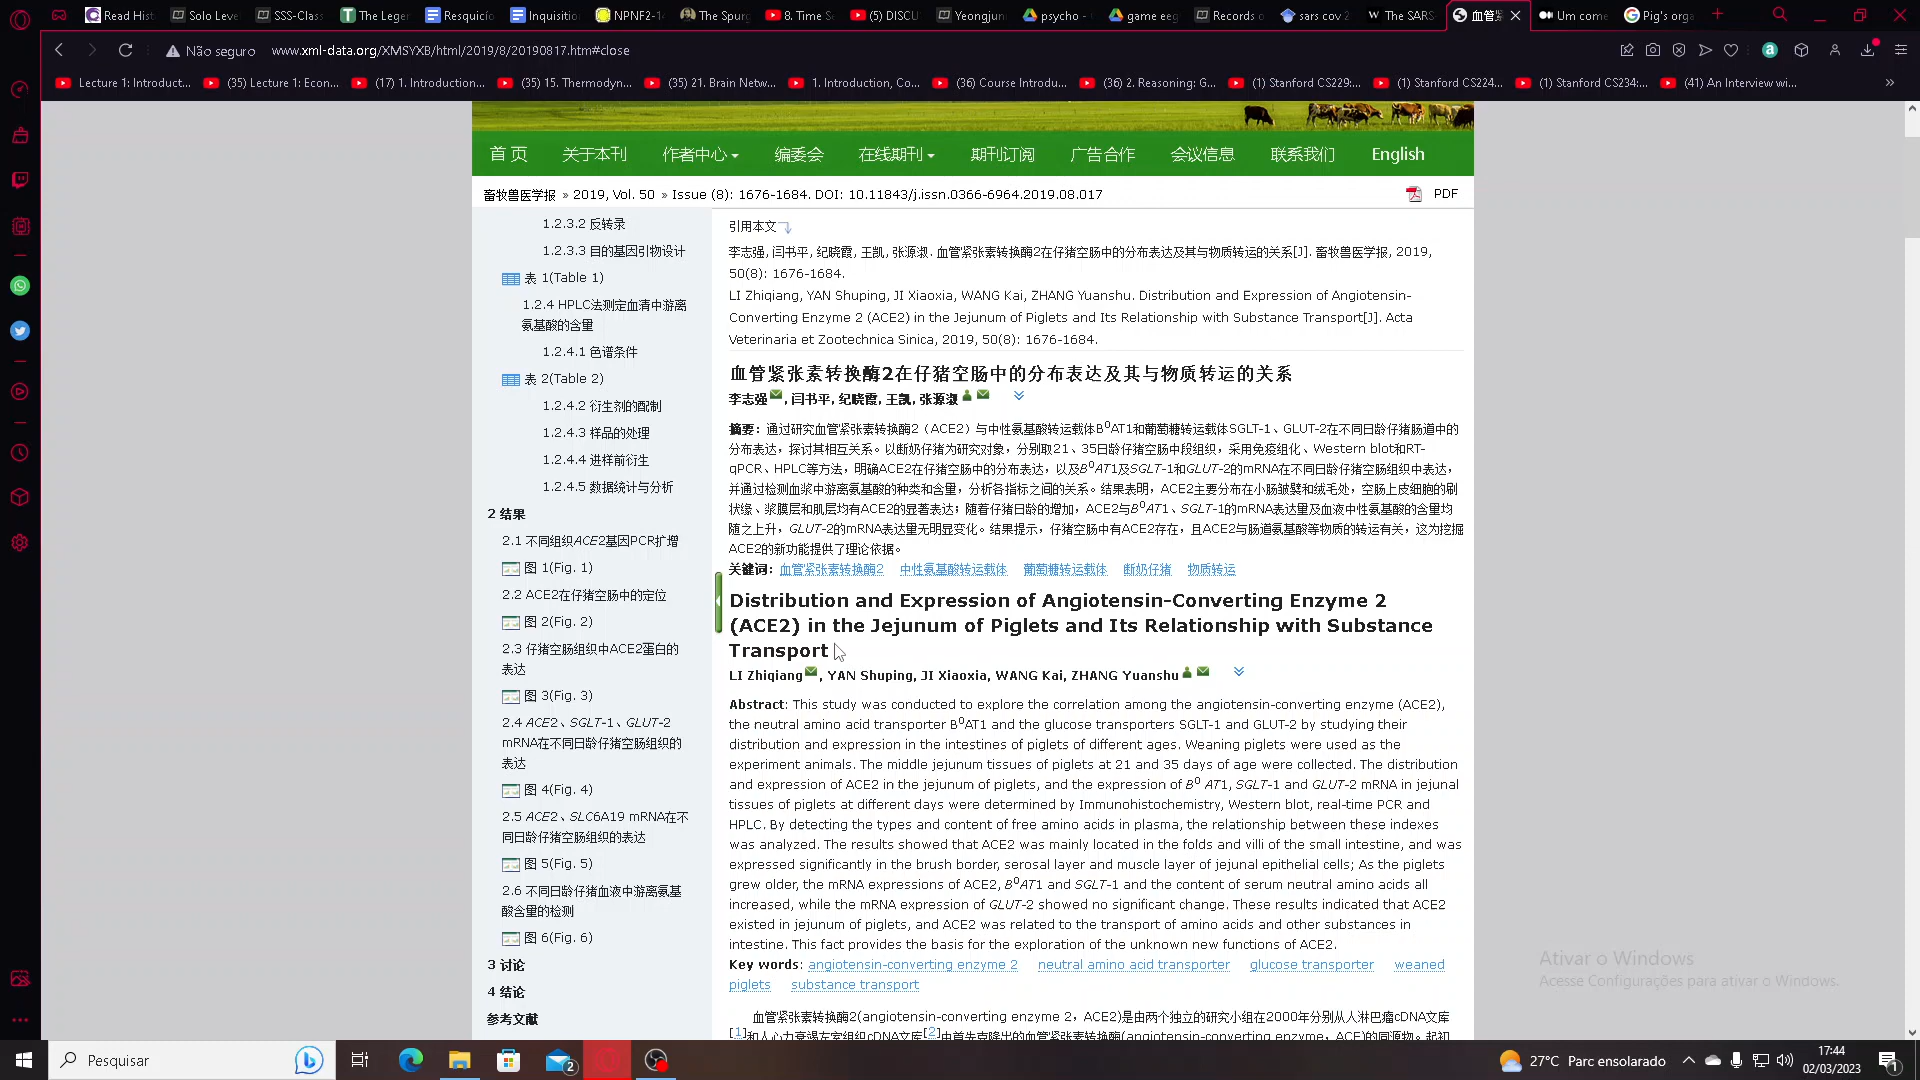 Read Hist
Solo Leve
SSS-Class
The Leger
Resquício
Inquisitio
NPNF2-1
The Spurg
8. Time S
(5) DISCU
Yeongjun
psycho -
game eeg
Records o
sars cov 2
The SARS
血管紧
Um come
Pig's orga
Não seguro
www.xml-data.org/XMSYXB/html/2019/8/20190817.htm#close
Lecture 1: Introduct...
(35) Lecture 1: Econ...
(17) 1. Introduction...
(35) 15. Thermodyn...
(35) 21. Brain Netw...
1. Introduction, Co...
(36) Course Introdu...
(36) 2. Reasoning: G...
(1) Stanford CS229:...
(1) Stanford CS224...
(1) Stanford CS234:...
(41) An Interview wi...
首 页 关于本刊 作者中心 编委会 在线期刊 期刊订阅 广告合作 会议信息 联系我们 English
畜牧兽医学报 » 2019, Vol. 50 » Issue (8): 1676-1684. DOI: 10.11843/j.issn.0366-6964.2019.08.017
PDF
1.2.3.2 反转录
1.2.3.3 目的基因引物设计
表 1(Table 1)
1.2.4 HPLC法测定血清中游离
氨基酸的含量
1.2.4.1 色谱条件
表 2(Table 2)
1.2.4.2 衍生剂的配制
1.2.4.3 样品的处理
1.2.4.4 进样前衍生
1.2.4.5 数据统计与分析
2 结果
2.1 不同组织ACE2基因PCR扩增
图 1(Fig. 1)
2.2 ACE2在仔猪空肠中的定位
图 2(Fig. 2)
2.3 仔猪空肠组织中ACE2蛋白的
表达
图 3(Fig. 3)
2.4 ACE2、SGLT-1、GLUT-2
mRNA在不同日龄仔猪空肠组织的
表达
图 4(Fig. 4)
2.5 ACE2、SLC6A19 mRNA在不
同日龄仔猪空肠组织的表达
图 5(Fig. 5)
2.6 不同日龄仔猪血液中游离氨基
酸含量的检测
图 6(Fig. 6)
3 讨论
4 结论
参考文献
引用本文
李志强, 闫书平, 纪晓霞, 王凯, 张源淑. 血管紧张素转换酶2在仔猪空肠中的分布表达及其与物质转运的关系[J]. 畜牧兽医学报, 2019,
50(8): 1676-1684.
LI Zhiqiang, YAN Shuping, JI Xiaoxia, WANG Kai, ZHANG Yuanshu. Distribution and Expression of Angiotensin-
Converting Enzyme 2 (ACE2) in the Jejunum of Piglets and Its Relationship with Substance Transport[J]. Acta
Veterinaria et Zootechnica Sinica, 2019, 50(8): 1676-1684.
血管紧张素转换酶2在仔猪空肠中的分布表达及其与物质转运的关系
李志强, 闫书平, 纪晓霞, 王凯, 张源淑
摘要：通过研究血管紧张素转换酶2（ACE2）与中性氨基酸转运载体B0AT1和葡萄糖转运载体SGLT-1、GLUT-2在不同日龄仔猪肠道中的
分布表达，探讨其相互关系。以断奶仔猪为研究对象，分别取21、35日龄仔猪空肠中段组织，采用免疫组化、Western blot和RT-
qPCR、HPLC等方法，明确ACE2在仔猪空肠中的分布表达，以及B0AT1及SGLT-1和GLUT-2的mRNA在不同日龄仔猪空肠组织中表达，
并通过检测血浆中游离氨基酸的种类和含量，分析各指标之间的关系。结果表明，ACE2主要分布在小肠皱襞和绒毛处，空肠上皮细胞的刷
状缘、浆膜层和肌层均有ACE2的显著表达；随着仔猪日龄的增加，ACE2与B0AT1、SGLT-1的mRNA表达量及血液中性氨基酸的含量均
随之上升，GLUT-2的mRNA表达量无明显变化。结果提示，仔猪空肠中有ACE2存在，且ACE2与肠道氨基酸等物质的转运有关，这为挖掘
ACE2的新功能提供了理论依据。
关键词：血管紧张素转换酶2 中性氨基酸转运载体 葡萄糖转运载体 断奶仔猪 物质转运
Distribution and Expression of Angiotensin-Converting Enzyme 2
(ACE2) in the Jejunum of Piglets and Its Relationship with Substance
Transport
LI Zhiqiang, YAN Shuping, JI Xiaoxia, WANG Kai, ZHANG Yuanshu
Abstract: This study was conducted to explore the correlation among the angiotensin-converting enzyme (ACE2),
the neutral amino acid transporter B0AT1 and the glucose transporters SGLT-1 and GLUT-2 by studying their
distribution and expression in the intestines of piglets of different ages. Weaning piglets were used as the
experiment animals. The middle jejunum tissues of piglets at 21 and 35 days of age were collected. The distribution
and expression of ACE2 in the jejunum of piglets, and the expression of B0 AT1, SGLT-1 and GLUT-2 mRNA in jejunal
tissues of piglets at different days were determined by Immunohistochemistry, Western blot, real-time PCR and
HPLC. By detecting the types and content of free amino acids in plasma, the relationship between these indexes
was analyzed. The results showed that ACE2 was mainly located in the folds and villi of the small intestine, and was
expressed significantly in the brush border, serosal layer and muscle layer of jejunal epithelial cells; As the piglets
grew older, the mRNA expressions of ACE2, B0AT1 and SGLT-1 and the content of serum neutral amino acids all
increased, while the mRNA expression of GLUT-2 showed no significant change. These results indicated that ACE2
existed in jejunum of piglets, and ACE2 was related to the transport of amino acids and other substances in
intestine. This fact provides the basis for the exploration of the unknown new functions of ACE2.
Key words: angiotensin-converting enzyme 2 neutral amino acid transporter glucose transporter weaned
piglets substance transport
血管紧张素转换酶2(angiotensin-converting enzyme 2，ACE2)是由两个独立的研究小组在2000年分别从人淋巴瘤cDNA文库
[1]和人心力衰竭左室组织cDNA文库[2]中首先克隆出的血管紧张素转换酶(angiotensin-converting enzyme，ACE)的同源物。起初
Ativar o Windows
Acesse Configurações para ativar o Windows.
Pesquisar
2
27°C Parc ensolarado
17:44
02/03/2023
1